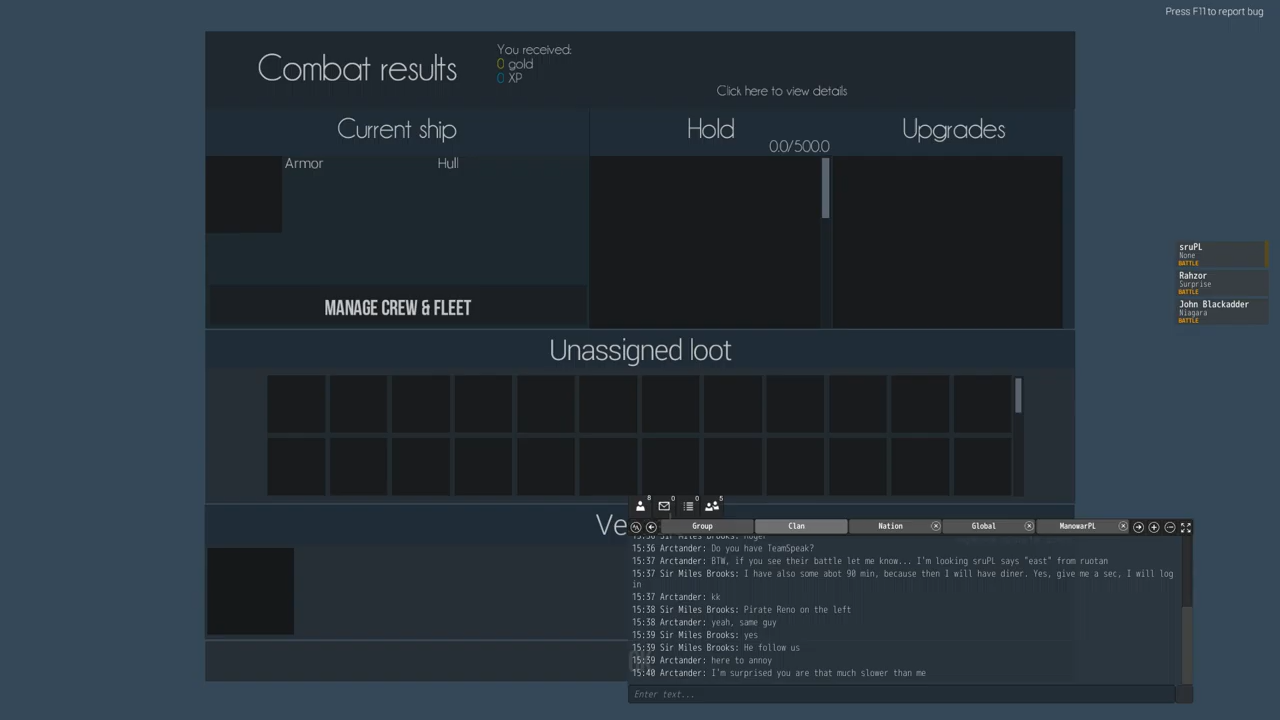 Press F11 to report bug
Combat results
You received:
0 gold
0 XP
Click here to view details
Current ship
Hold
Upgrades
0.0/500.0
Armor
Hull
MANAGE CREW & FLEET
sruPL
None
BATTLE
Rahzor
Surprise
BATTLE
John Blackadder
Niagara
BATTLE
Unassigned loot
8
0
0
5
Ve
Group
Clan
Nation
Global
ManowarPL
15:36 Sir Miles Brooks: Roger
15:36 Arctander: Do you have TeamSpeak?
15:37 Arctander: BTW, if you see their battle let me know... I'm looking sruPL says "east" from ruotan
15:37 Sir Miles Brooks: I have also some abot 90 min, because then I will have diner. Yes, give me a sec, I will log
in
15:37 Arctander: kk
15:38 Sir Miles Brooks: Pirate Reno on the left
15:38 Arctander: yeah, same guy
15:39 Sir Miles Brooks: yes
15:39 Sir Miles Brooks: He follow us
15:39 Arctander: here to annoy
15:40 Arctander: I'm surprised you are that much slower than me
Enter text...